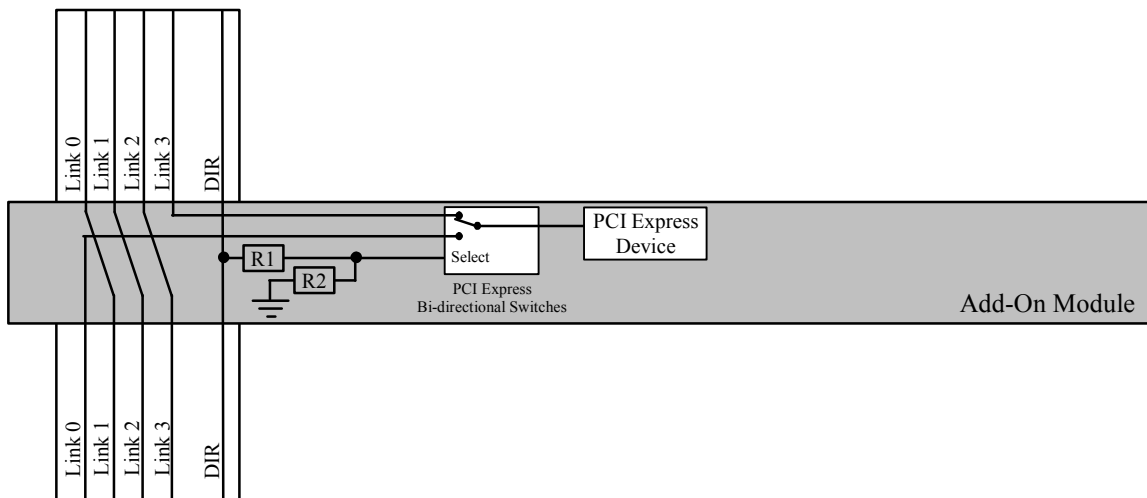 Link 0
Link 1
Link 2
Link 3
DIR
PCI Express
Device
R1
Select
R2
PCI Express
Bi-directional Switches
Add-On Module
Link 0
Link 1
Link 2
Link 3
DIR